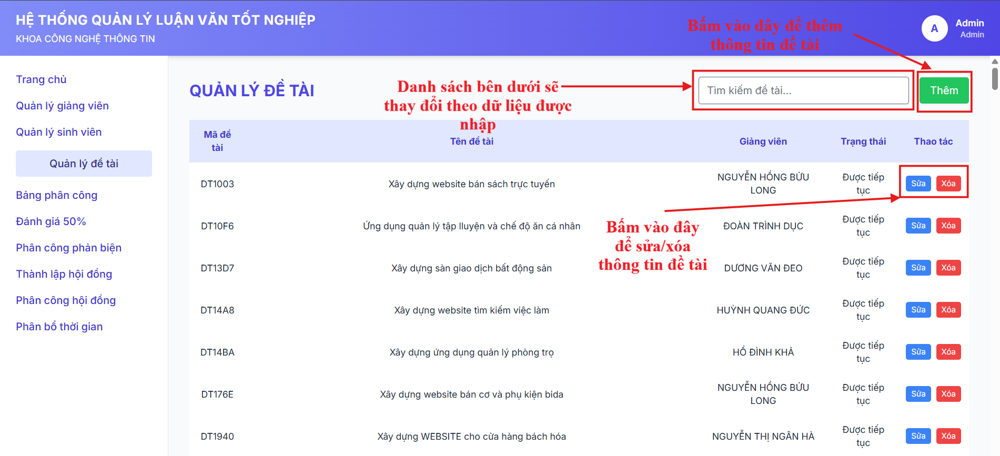 HỆ THỐNG QUẢN LÝ LUẬN VĂN TỐT NGHIỆP
KHOA CÔNG NGHỆ THÔNG TIN
Bấm vào đây để thêm
thông tin đề tài
A
Admin
Admin
Trang chủ
Quản lý giảng viên
Quản lý sinh viên
Quản lý đề tài
Bảng phân công
Đánh giá 50%
Phân công phản biện
Thành lập hội đồng
Phân công hội đồng
Phân bổ thời gian
QUẢN LÝ ĐỀ TÀI
Danh sách bên dưới sẽ
thay đổi theo dữ liệu được
nhập
Tìm kiếm đề tài...
Thêm
Mã đề
tài
Tên đề tài
Giảng viên
Trạng thái
Thao tác
DT1003
Xây dựng website bán sách trực tuyến
NGUYỄN HỒNG BỬU
LONG
Được tiếp
tục
Sửa
Xóa
DT10F6
Ứng dụng quản lý tập lluyện và chế độ ăn cá nhân
ĐOÀN TRÌNH DỤC
Được tiếp
tục
Sửa
Xóa
Bấm vào đây
để sửa/xóa
thông tin đề tài
DT13D7
Xây dựng sàn giao dịch bất động sản
DƯƠNG VĂN ĐEO
Được tiếp
tục
Sửa
Xóa
DT14A8
Xây dựng website tìm kiếm việc làm
HUỲNH QUANG ĐỨC
Được tiếp
tục
Sửa
Xóa
DT14BA
Xây dựng ứng dụng quản lý phòng trọ
HỒ ĐÌNH KHẢ
Được tiếp
tục
Sửa
Xóa
DT176E
Xây dựng website bán cơ và phụ kiện bida
NGUYỄN HỒNG BỬU
LONG
Được tiếp
tục
Sửa
Xóa
DT1940
Xây dựng WEBSITE cho cửa hàng bách hóa
NGUYỄN THỊ NGÂN HÀ
Được tiếp
tục
Sửa
Xóa